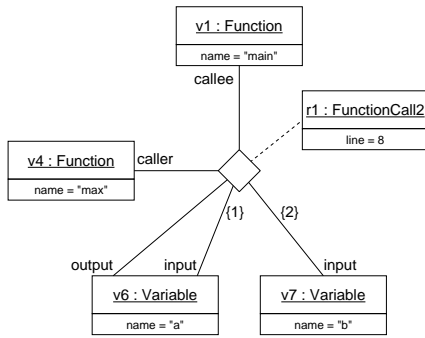 v1 : Function
name = "main"
callee
r1 : FunctionCall2
line = 8
v4 : Function
name = "max"
caller
{1}
{2}
output
input
input
v6 : Variable
name = "a"
v7 : Variable
name = "b"